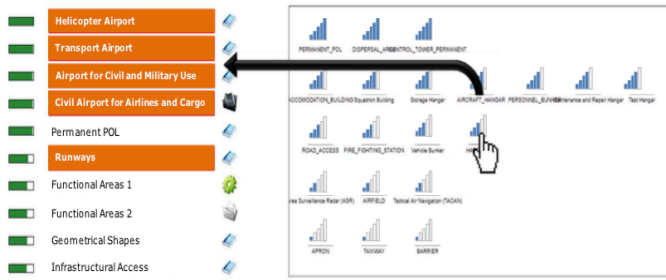 Helicopter Airport
Transport Airport
Airport for Civil and Military Use
Civil Airport for Airlines and Cargo
Permanent POL
Runways
Functional Areas 1
Functional Areas 2
Geometrical Shapes
Infrastructural Access
PERMANENT_POL DISPERSAL_AREA CONTROL_TOWER_PERMANENT
ACCOMODATION_BUILDING Squadron Building Storage Hangar AIRCRAFT_HANGAR PERSONNEL_BUNKER Maintenance and Repair Hangar Test Hangar
ROAD_ACCESS FIRE_FIGHTING_STATION Vehicle Bunker
Area Surveillance Radar (ASR) AIRFIELD Tactical Air Navigation (TACAN)
APRON TAXIWAY BARRIER